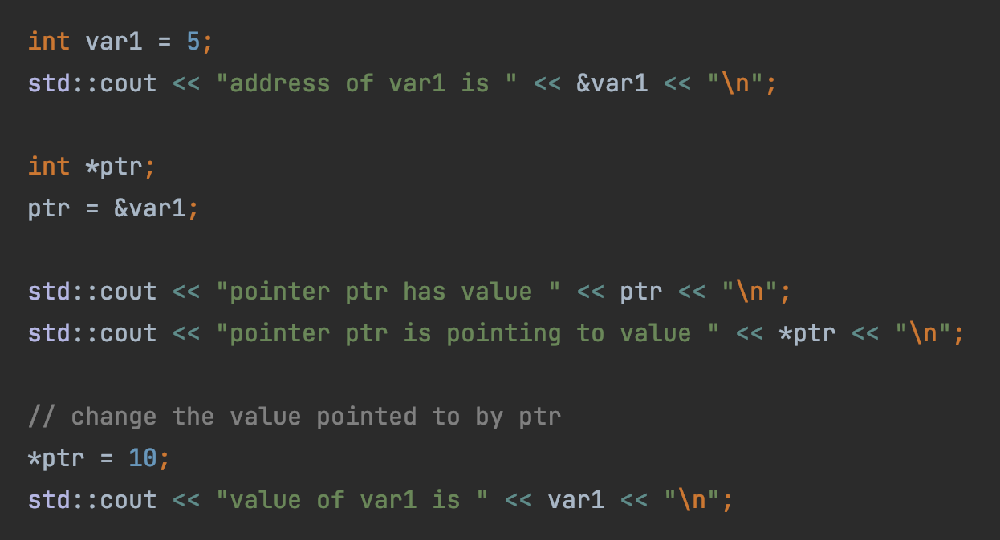 int var1 = 5;
std::cout << "address of var1 is " << &var1 << "\n";
int *ptr;
ptr = &var1;
std::cout << "pointer ptr has value " << ptr << "\n";
std::cout << "pointer ptr is pointing to value " << *ptr << "\n";
// change the value pointed to by ptr
*ptr = 10;
std::cout << "value of var1 is " << var1 << "\n";